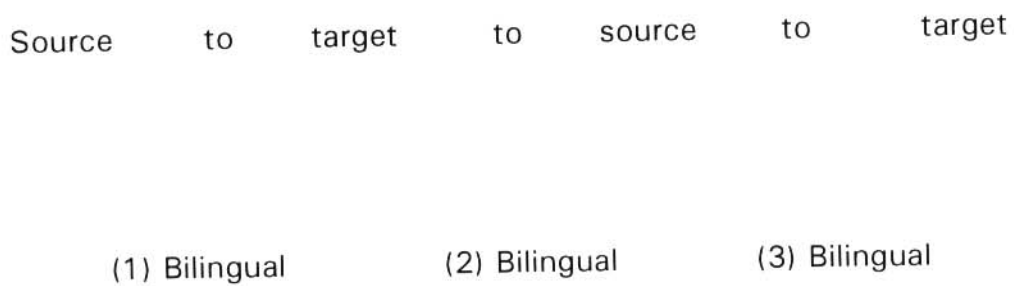 Source to target to source to target
(1) Bilingual (2) Bilingual (3) Bilingual